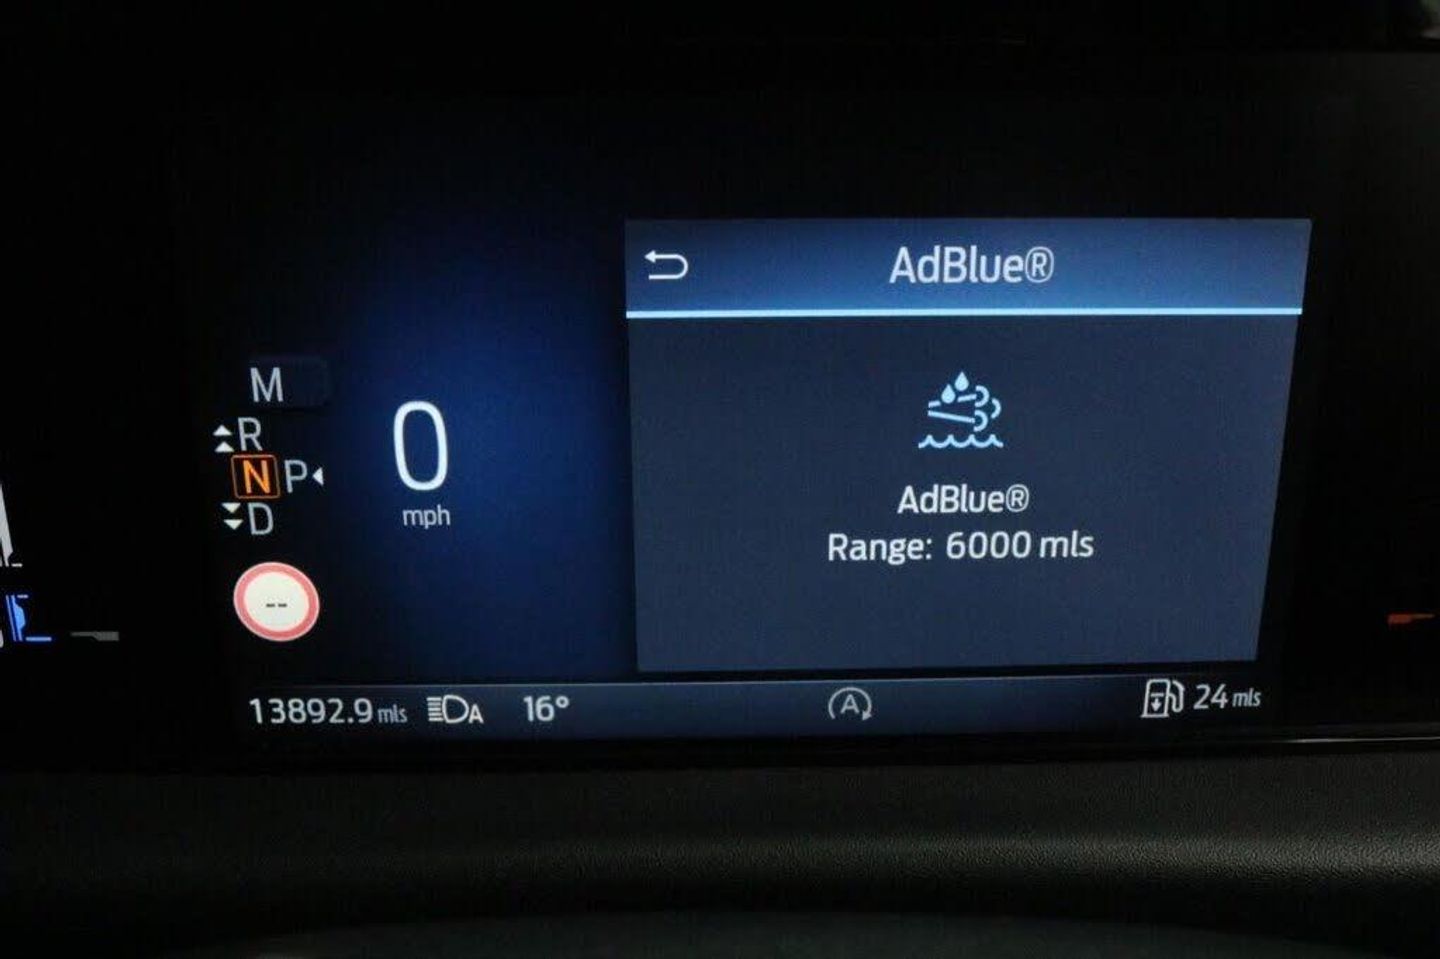 AdBlue®
M
R
N P
D
0
mph
--
AdBlue®
Range: 6000 mls
13892.9 mls
A
16°
A
24 mls